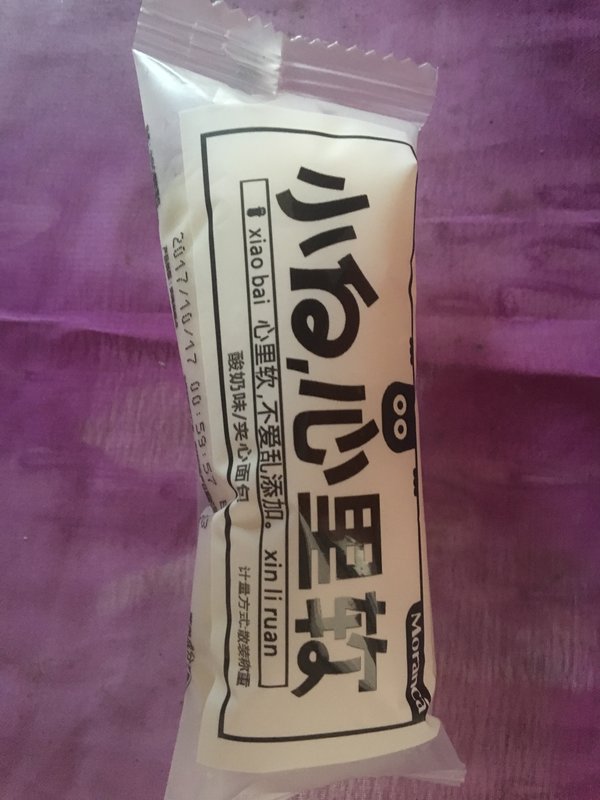 Moranca
小白,心里软
xiao bai 心里软,不爱乱添加。 xin li ruan
酸奶味/夹心面包
计量方式:散装称重
2017/10/17 00:59:57